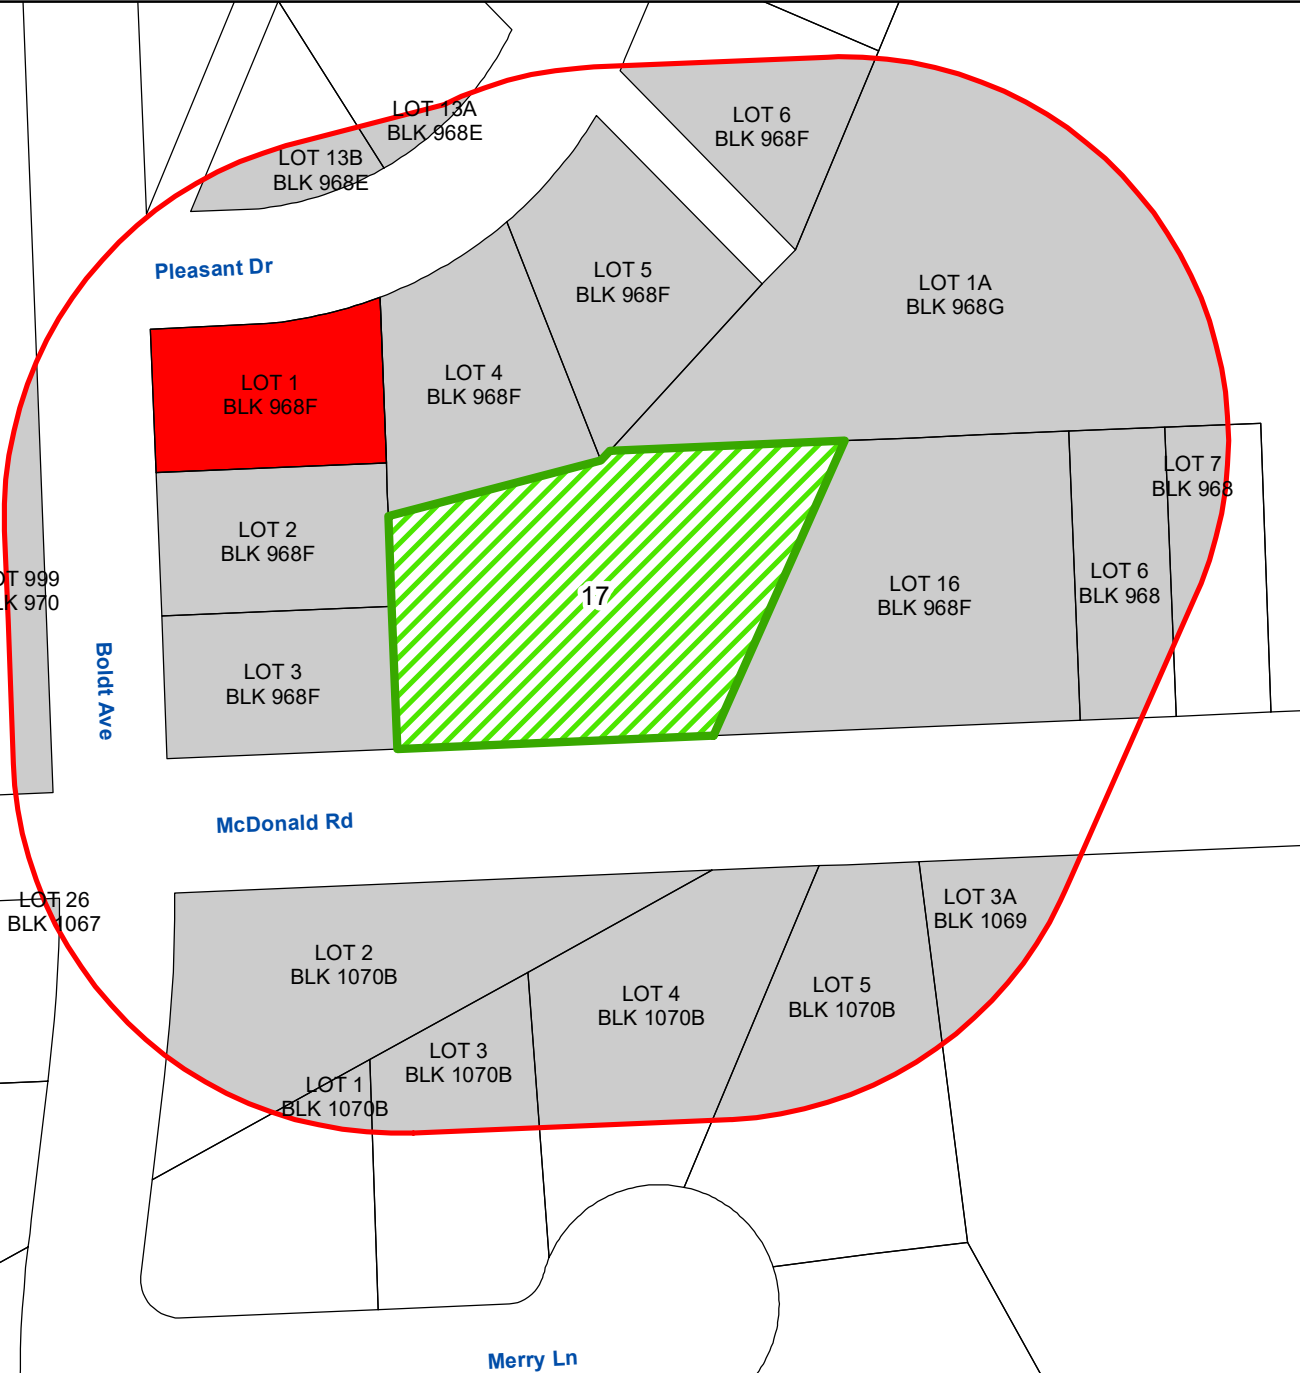 LOT 13A
BLK 968E
LOT 6
BLK 968F
LOT 13B
BLK 968E
Pleasant Dr
LOT 5
BLK 968F
LOT 1A
BLK 968G
LOT 1
BLK 968F
LOT 4
BLK 968F
LOT 7
BLK 968
LOT 2
BLK 968F
OT 999
LK 970
17
LOT 16
BLK 968F
LOT 6
BLK 968
LOT 3
BLK 968F
Boldt Ave
McDonald Rd
LOT 26
BLK 1067
LOT 3A
BLK 1069
LOT 2
BLK 1070B
LOT 5
BLK 1070B
LOT 4
BLK 1070B
LOT 3
BLK 1070B
LOT 1
BLK 1070B
Merry Ln